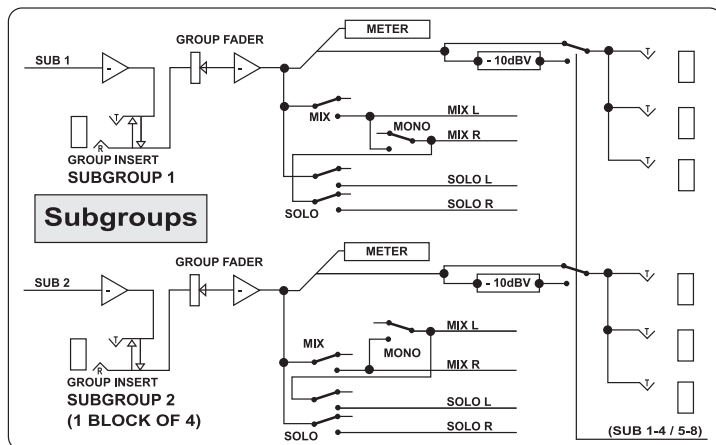 METER
GROUP FADER
SUB 1
- 10dBV
-
-
T
T
MIX
MIX L
MONO
MIX R
T
R
T
GROUP INSERT
SUBGROUP 1
SOLO L
SOLO
SOLO R
Subgroups
METER
GROUP FADER
SUB 2
- 10dBV
-
-
T
MIX L
MIX
MONO
T
T
MIX R
R
T
GROUP INSERT
SUBGROUP 2
(1 BLOCK OF 4)
SOLO L
SOLO
SOLO R
(SUB 1-4 / 5-8)